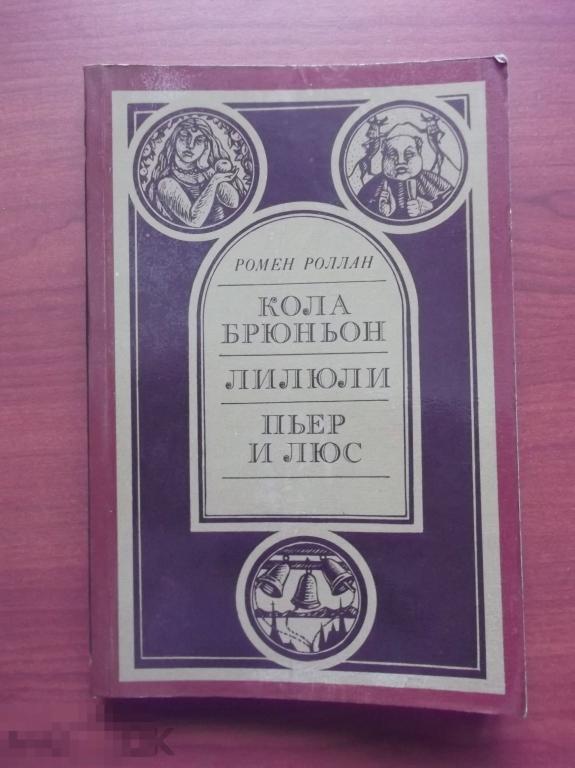 РОМЕН РОЛЛАН
КОЛА
БРЮНЬОН
ЛИЛЮЛИ
ПЬЕР
И ЛЮС